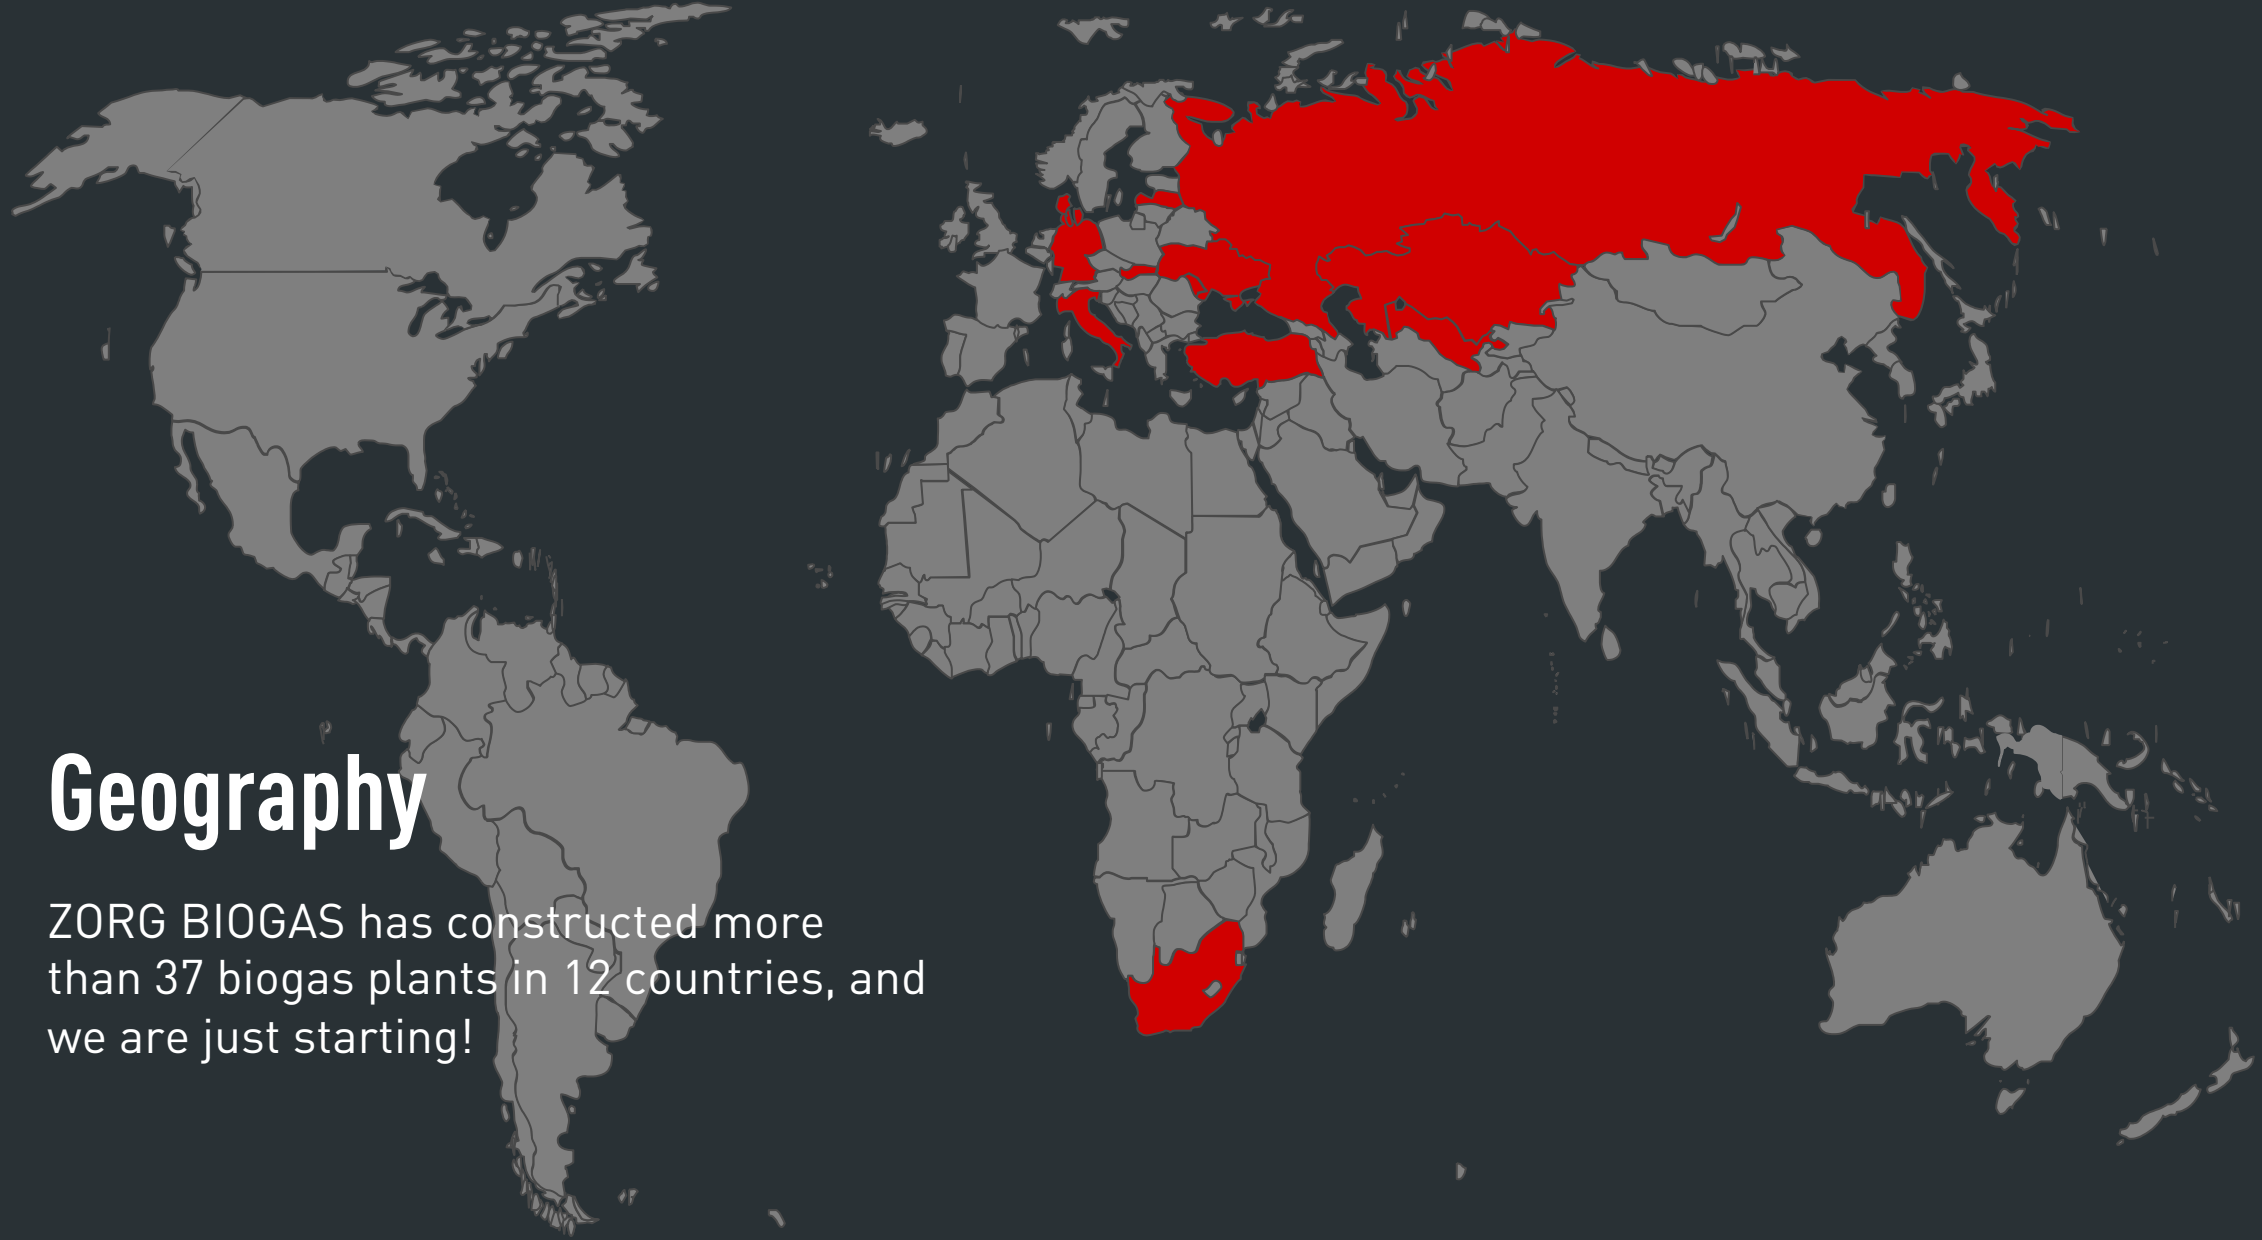 Geography
ZORG BIOGAS has constructed more
than 37 biogas plants in 12 countries, and
we are just starting!